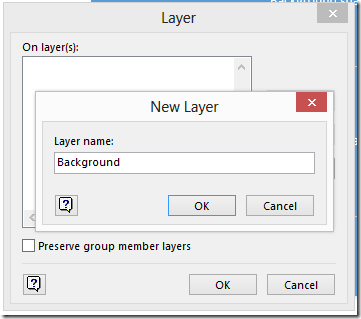 Layer
On layer(s):
New Layer
Layer name:
Background
OK
Cancel
Preserve group member layers
OK
Cancel